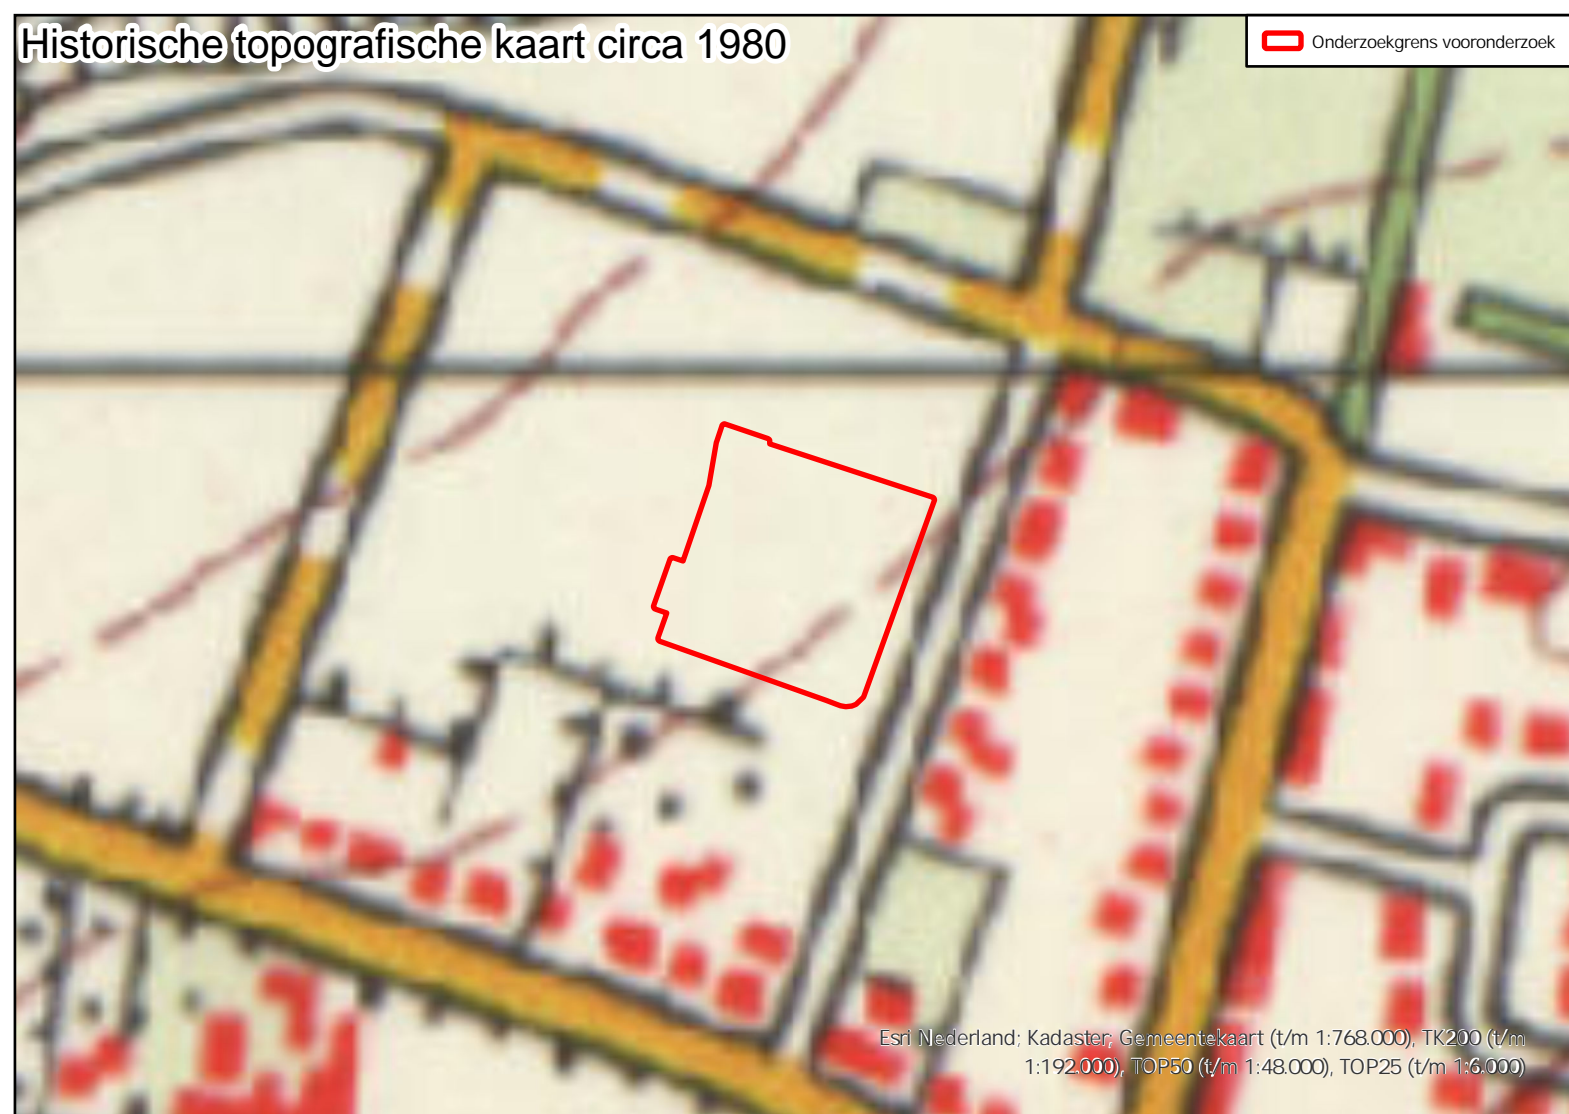 Historische topografische kaart circa 1980
Onderzoekgrens vooronderzoek
Esri Nederland; Kadaster; Gemeentekaart (t/m 1:768.000), TK200 (t/m
1:192.000), TOP50 (t/m 1:48.000), TOP25 (t/m 1:6.000)